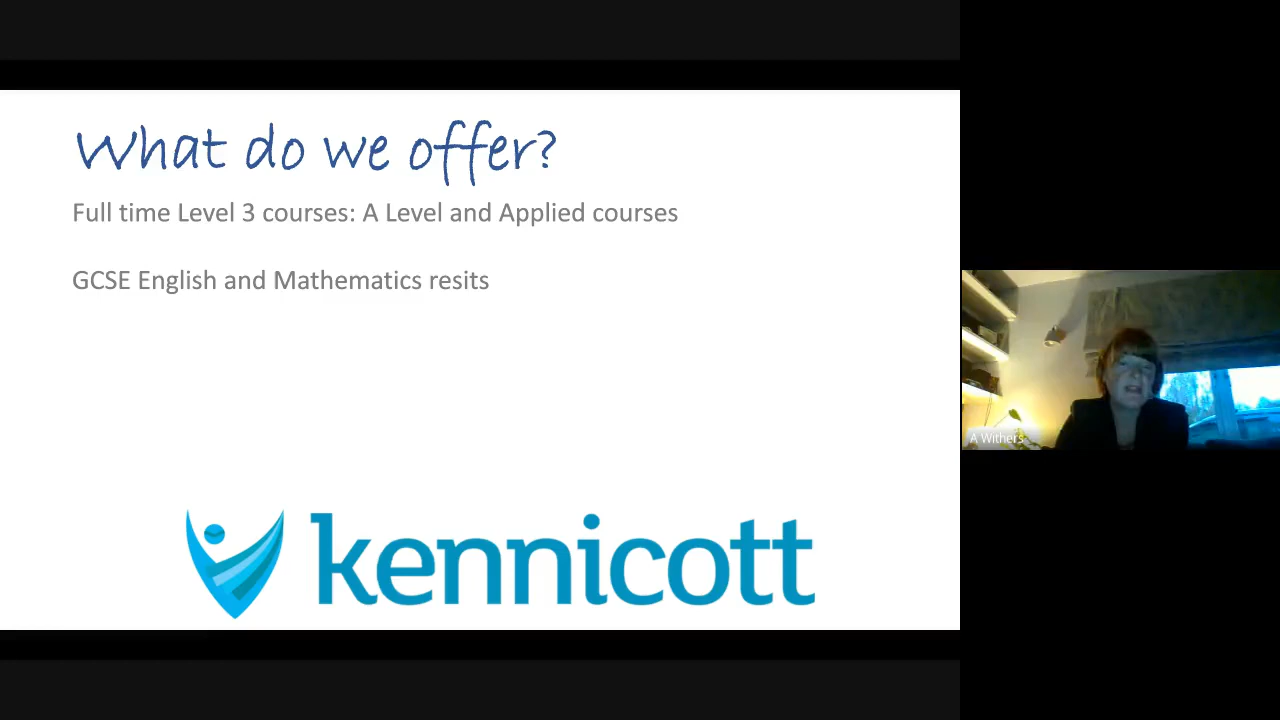 What do we offer?
Full time Level 3 courses: A Level and Applied courses
GCSE English and Mathematics resits
A Withers
kennicott